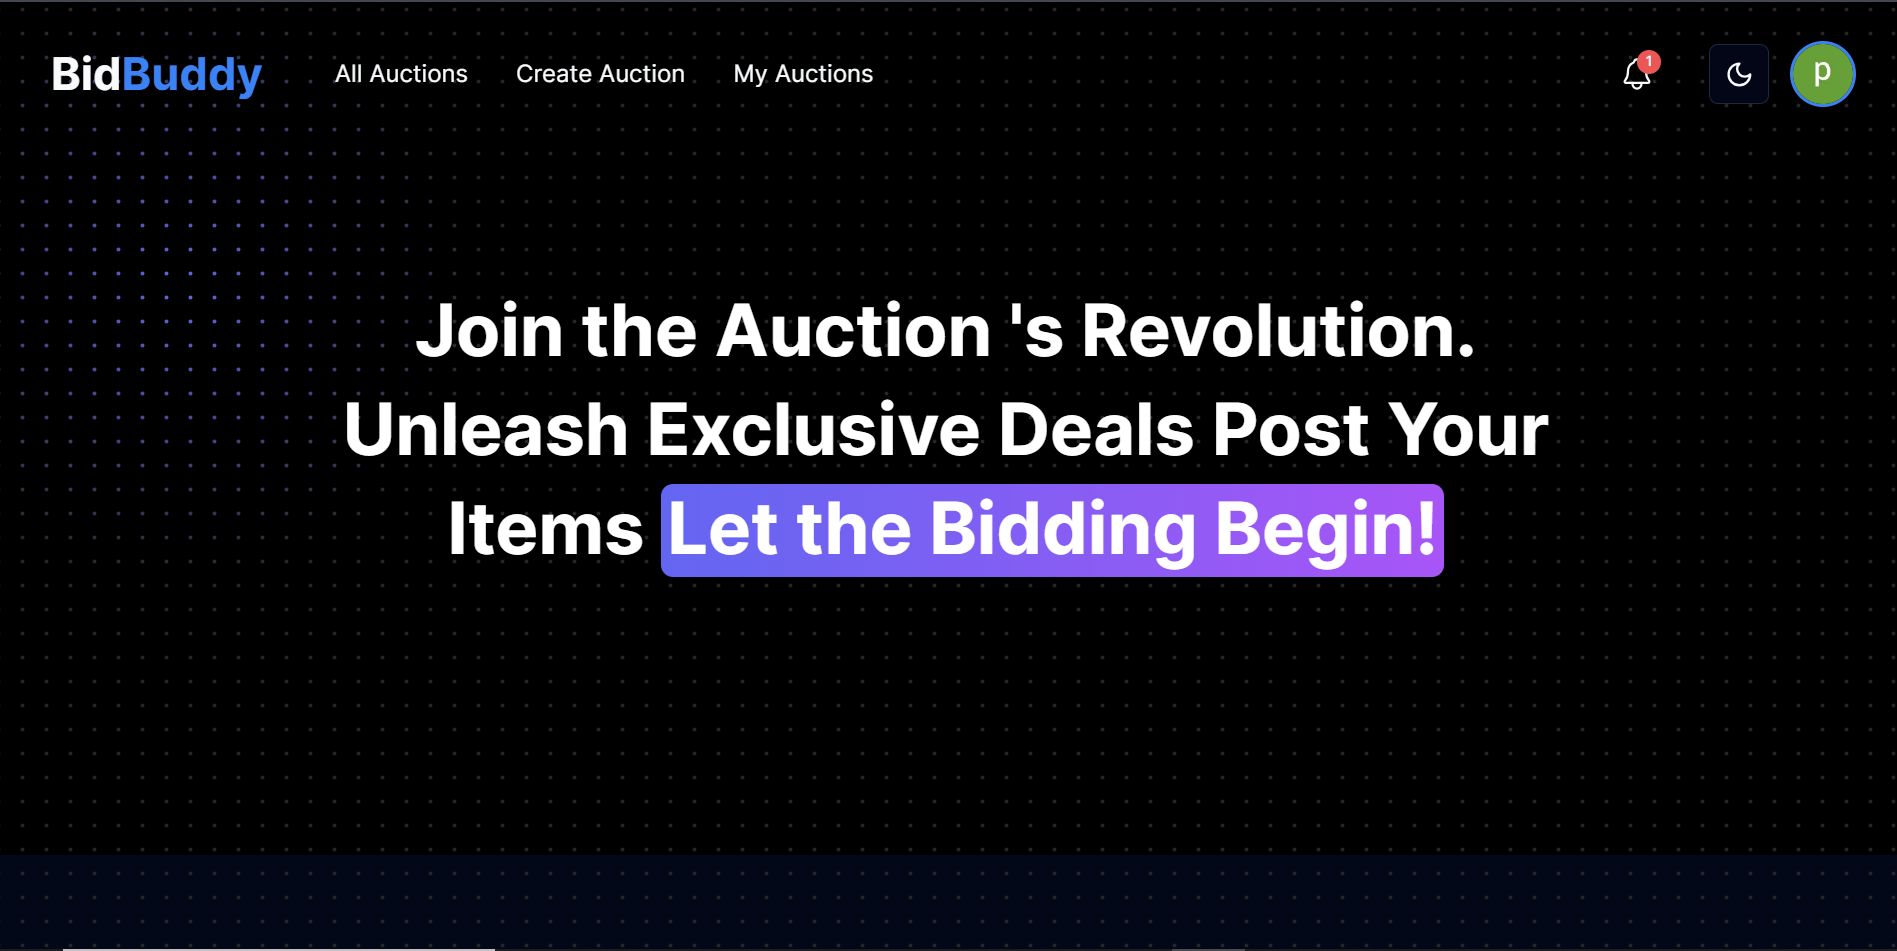 BidBuddy All Auctions Create Auction My Auctions 1 p
Join the Auction 's Revolution.
Unleash Exclusive Deals Post Your
Items Let the Bidding Begin!